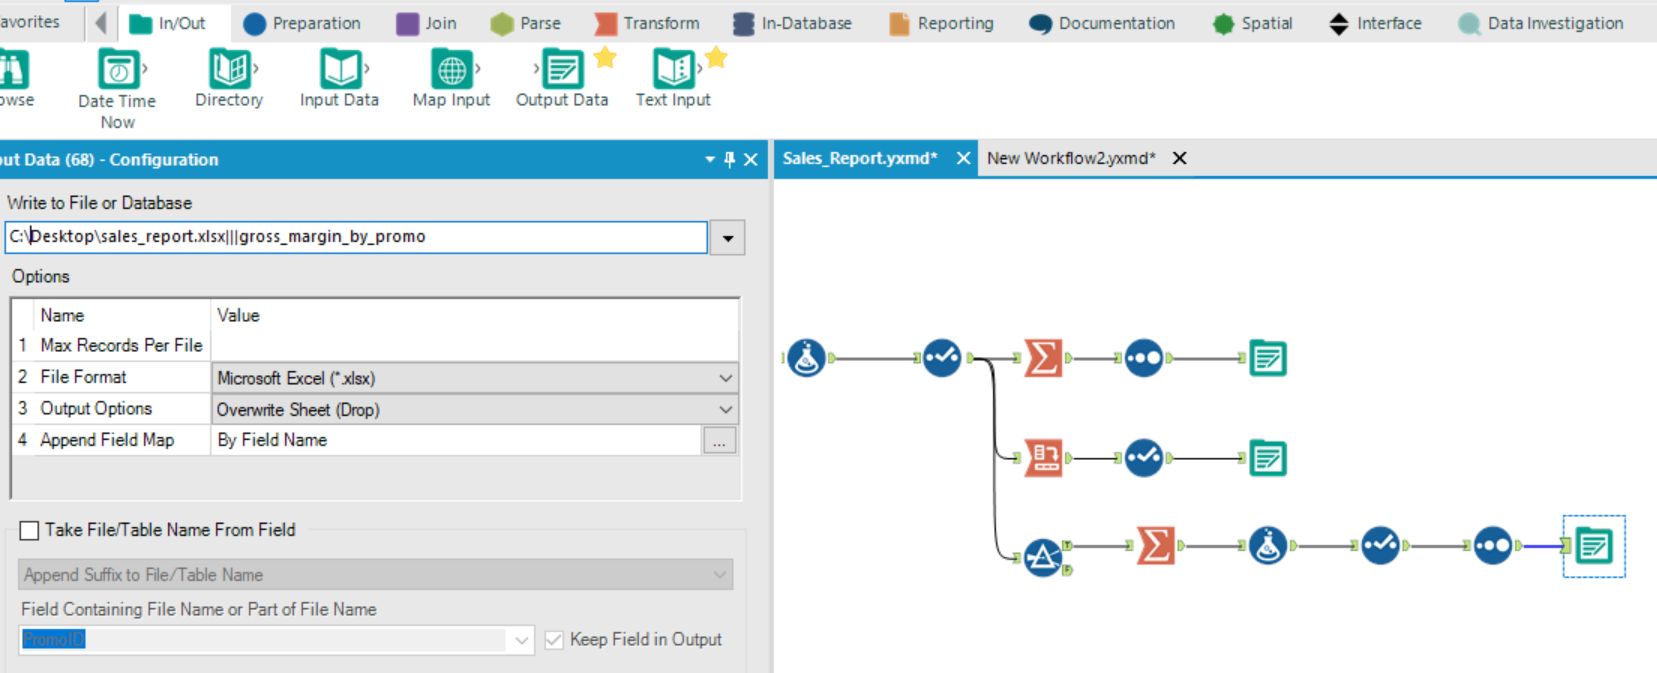 avorites In/Out Preparation Join Parse Transform In-Database Reporting Documentation Spatial Interface Data Investigation
owse Date Time Now Directory Input Data Map Input Output Data Text Input
out Data (68) - Configuration
Sales_Report.yxmd* New Workflow2.yxmd*
Write to File or Database
C:\Desktop\sales_report.xlsx|||gross_margin_by_promo
Options
Name Value
1 Max Records Per File
2 File Format Microsoft Excel (*.xlsx)
3 Output Options Overwrite Sheet (Drop)
4 Append Field Map By Field Name ...
Take File/Table Name From Field
Append Suffix to File/Table Name
Field Containing File Name or Part of File Name
PromoID Keep Field in Output
T
F